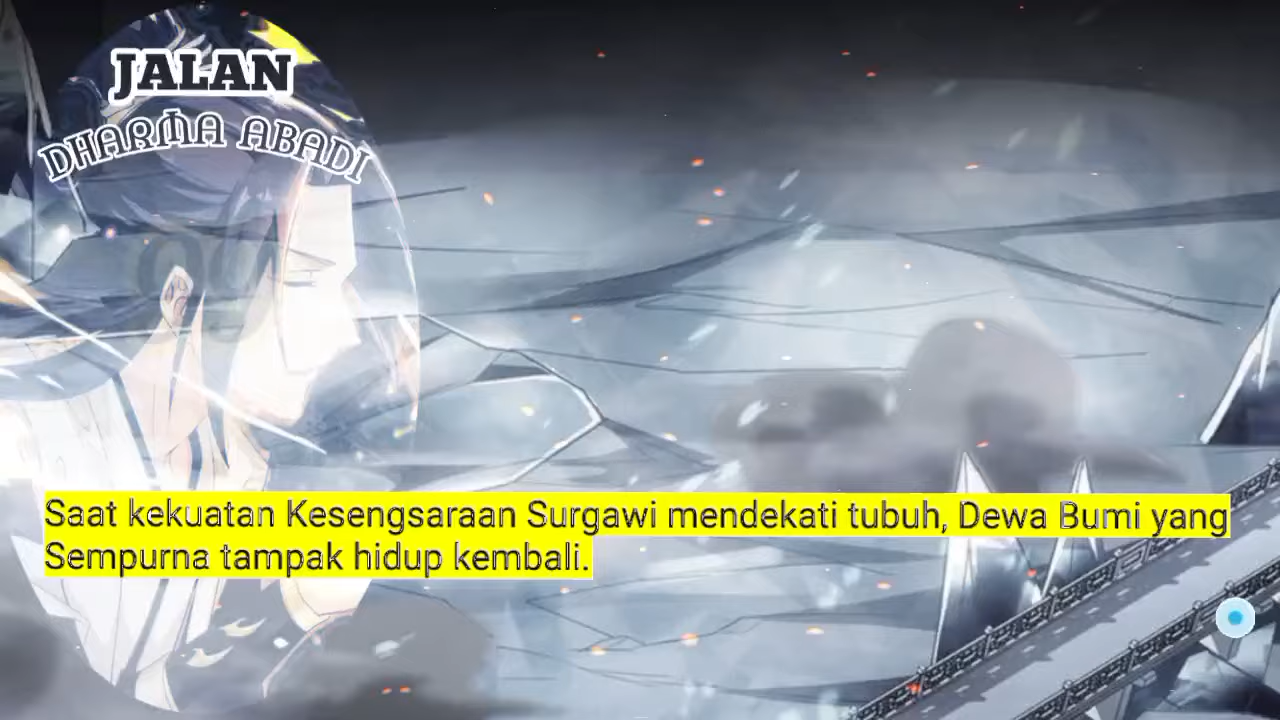 JALAN
DHARMA ABADI
Saat kekuatan Kesengsaraan Surgawi mendekati tubuh, Dewa Bumi yang
Sempurna tampak hidup kembali.